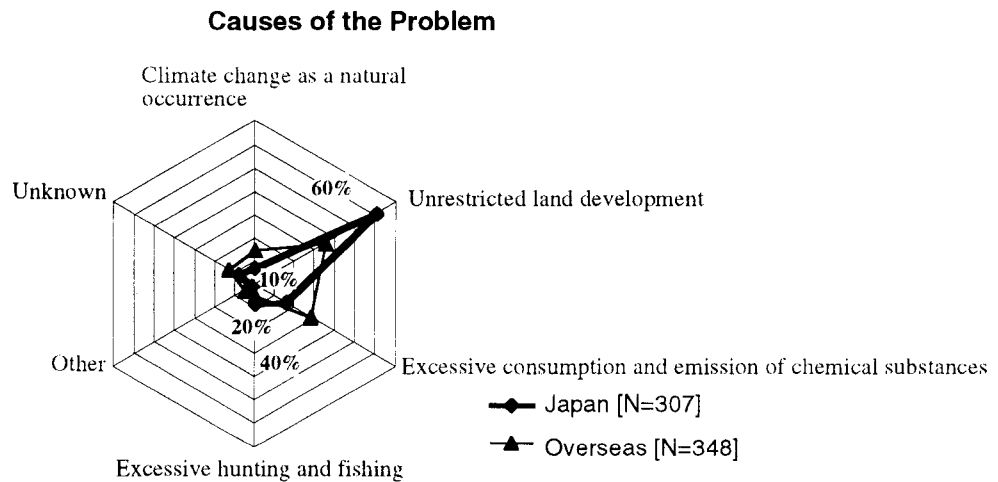 Causes of the Problem
Climate change as a natural
occurrence
60%
Unknown
Unrestricted land development
10%
20%
40%
Other
Excessive consumption and emission of chemical substances
Japan [N=307]
Overseas [N=348]
Excessive hunting and fishing